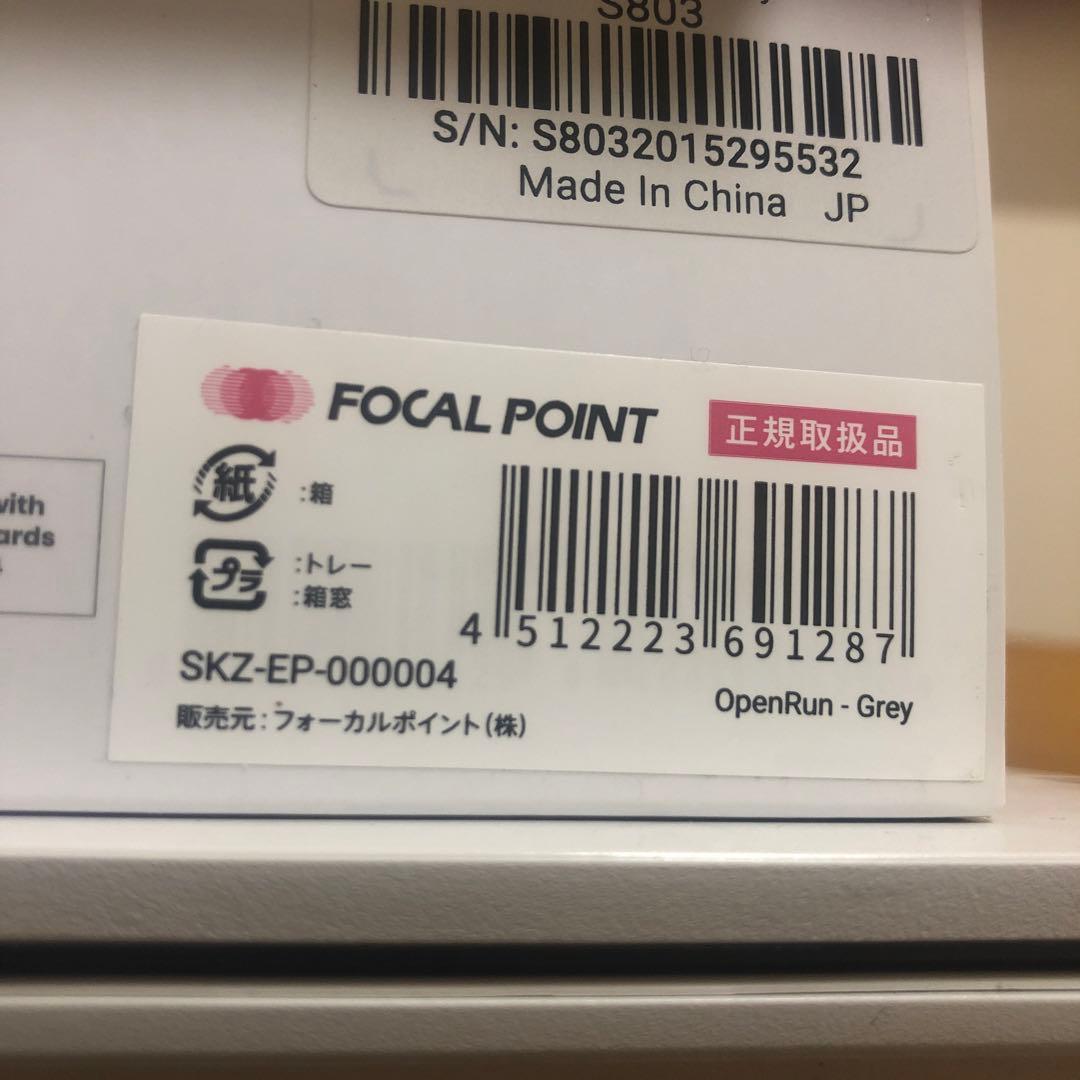 S803
S/N: S8032015295532
Made In China JP
with
ards
FOCAL POINT
正規取扱品
紙 :箱
プラ :トレー
:箱窓
4 512223 691287
SKZ-EP-000004
OpenRun - Grey
販売元:フォーカルポイント(株)